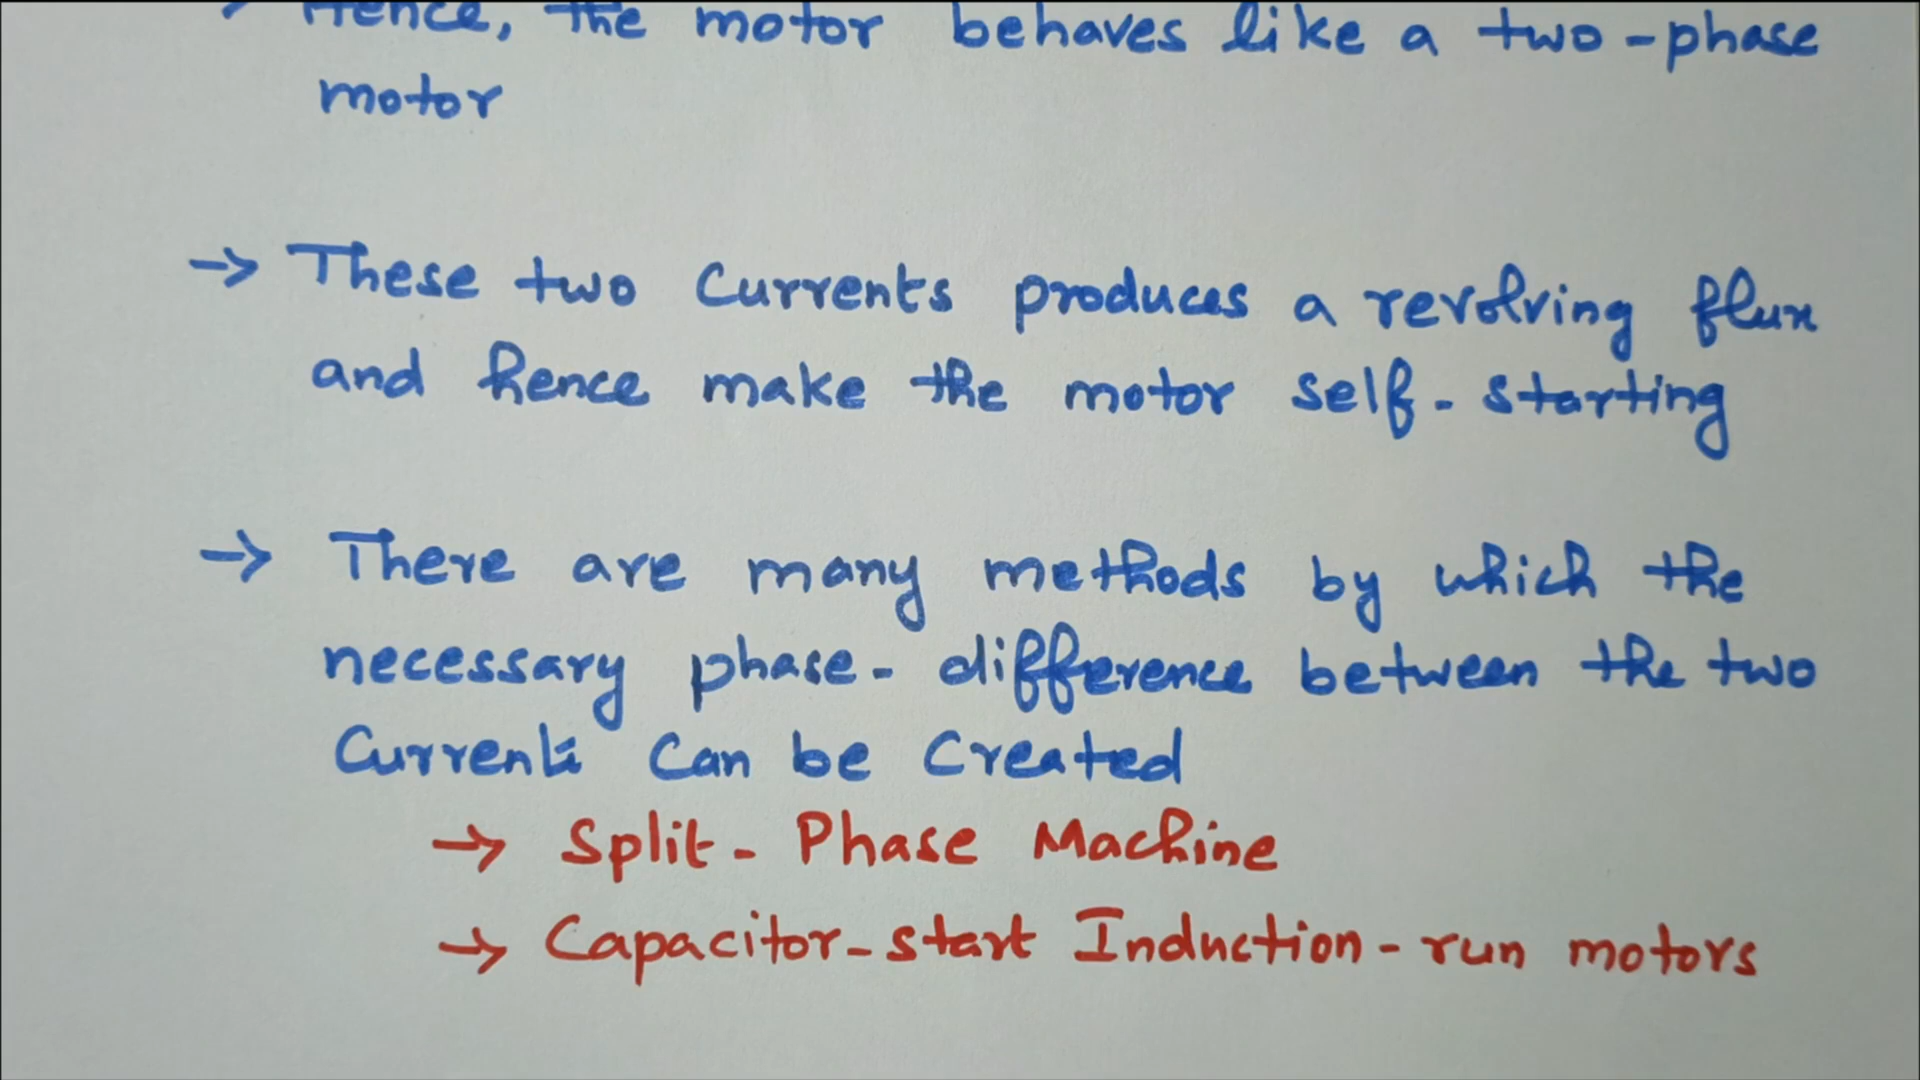 Hence, the motor behaves like a two-phase
motor
→ These two Currents produces a revolving flux
and hence make the motor self-starting
→ There are many methods by which the
necessary phase-difference between the two
Currents Can be Created
→ Split-Phase Machine
→ Capacitor-start Induction-run motors